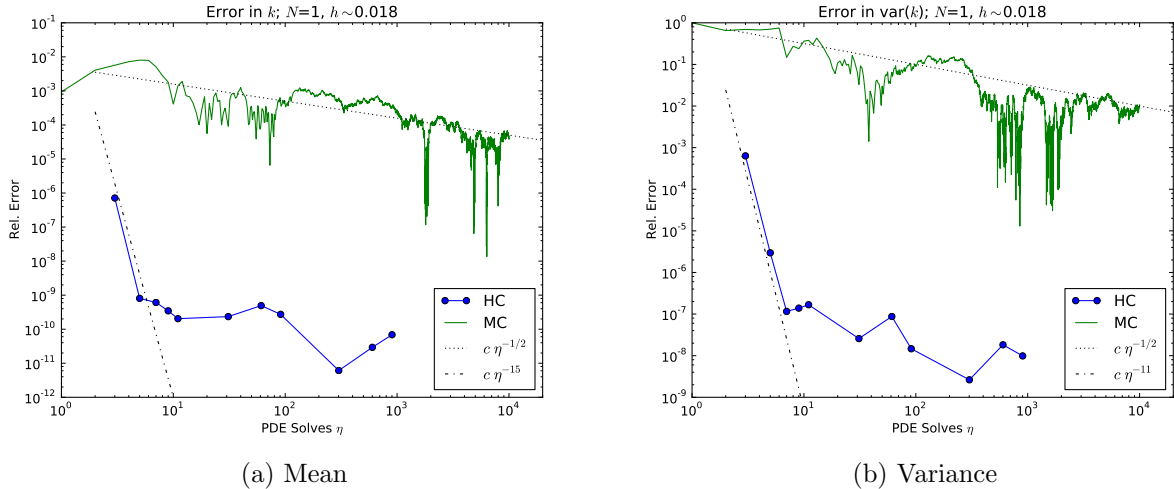 Error in k; N=1, h∼0.018
10^0
10^-1
10^-2
10^-3
10^-4
10^-5
10^-6
10^-7
10^-8
10^-9
10^-10
10^-11
10^-12
Rel. Error
HC
MC
c η^-1/2
c η^-15
10^0 10^1 10^2 10^3 10^4
PDE Solves η
(a) Mean
Error in var(k); N=1, h∼0.018
10^0
10^-1
10^-2
10^-3
10^-4
10^-5
10^-6
10^-7
10^-8
10^-9
Rel. Error
HC
MC
c η^-1/2
c η^-11
10^0 10^1 10^2 10^3 10^4
PDE Solves η
(b) Variance